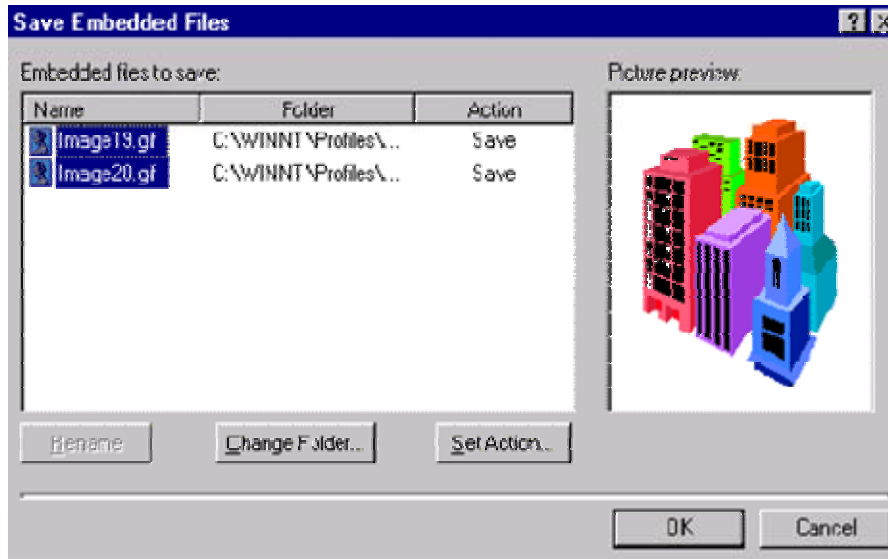 Save Embedded Files
Embedded files to save:
Picture preview:
Name Folder Action
Image19.gif C:\WINNT\Profiles\... Save
Image20.gif C:\WINNT\Profiles\... Save
Rename Change Folder... Set Action...
OK Cancel